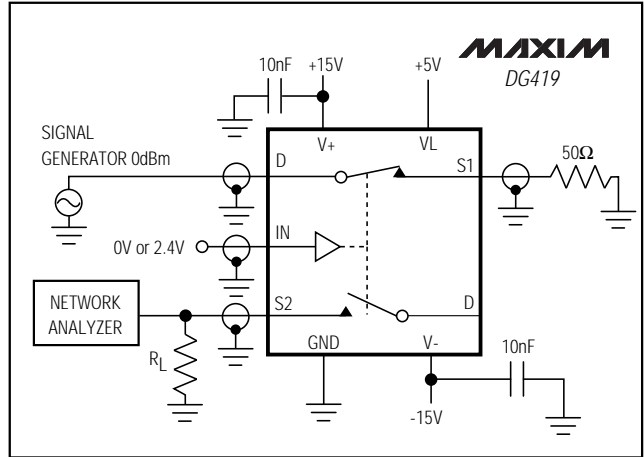 MAXIM
DG419
10nF
+15V
+5V
SIGNAL
GENERATOR 0dBm
V+
VL
D
S1
50Ω
0V or 2.4V
IN
NETWORK
ANALYZER
S2
D
RL
GND
V-
10nF
-15V